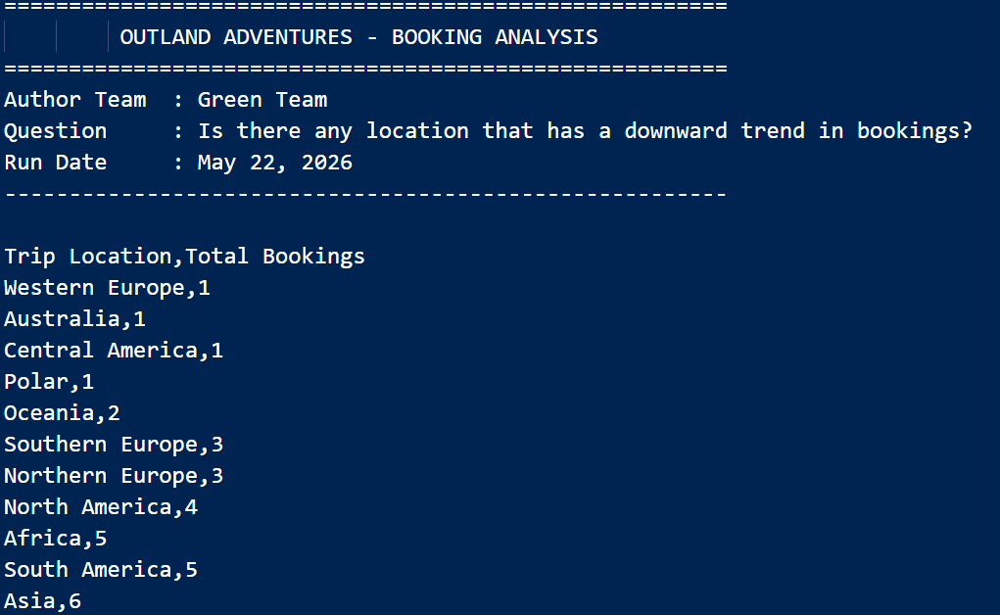 ========================================================
OUTLAND ADVENTURES - BOOKING ANALYSIS
========================================================
Author Team  : Green Team
Question     : Is there any location that has a downward trend in bookings?
Run Date     : May 22, 2026
--------------------------------------------------------

Trip Location,Total Bookings
Western Europe,1
Australia,1
Central America,1
Polar,1
Oceania,2
Southern Europe,3
Northern Europe,3
North America,4
Africa,5
South America,5
Asia,6